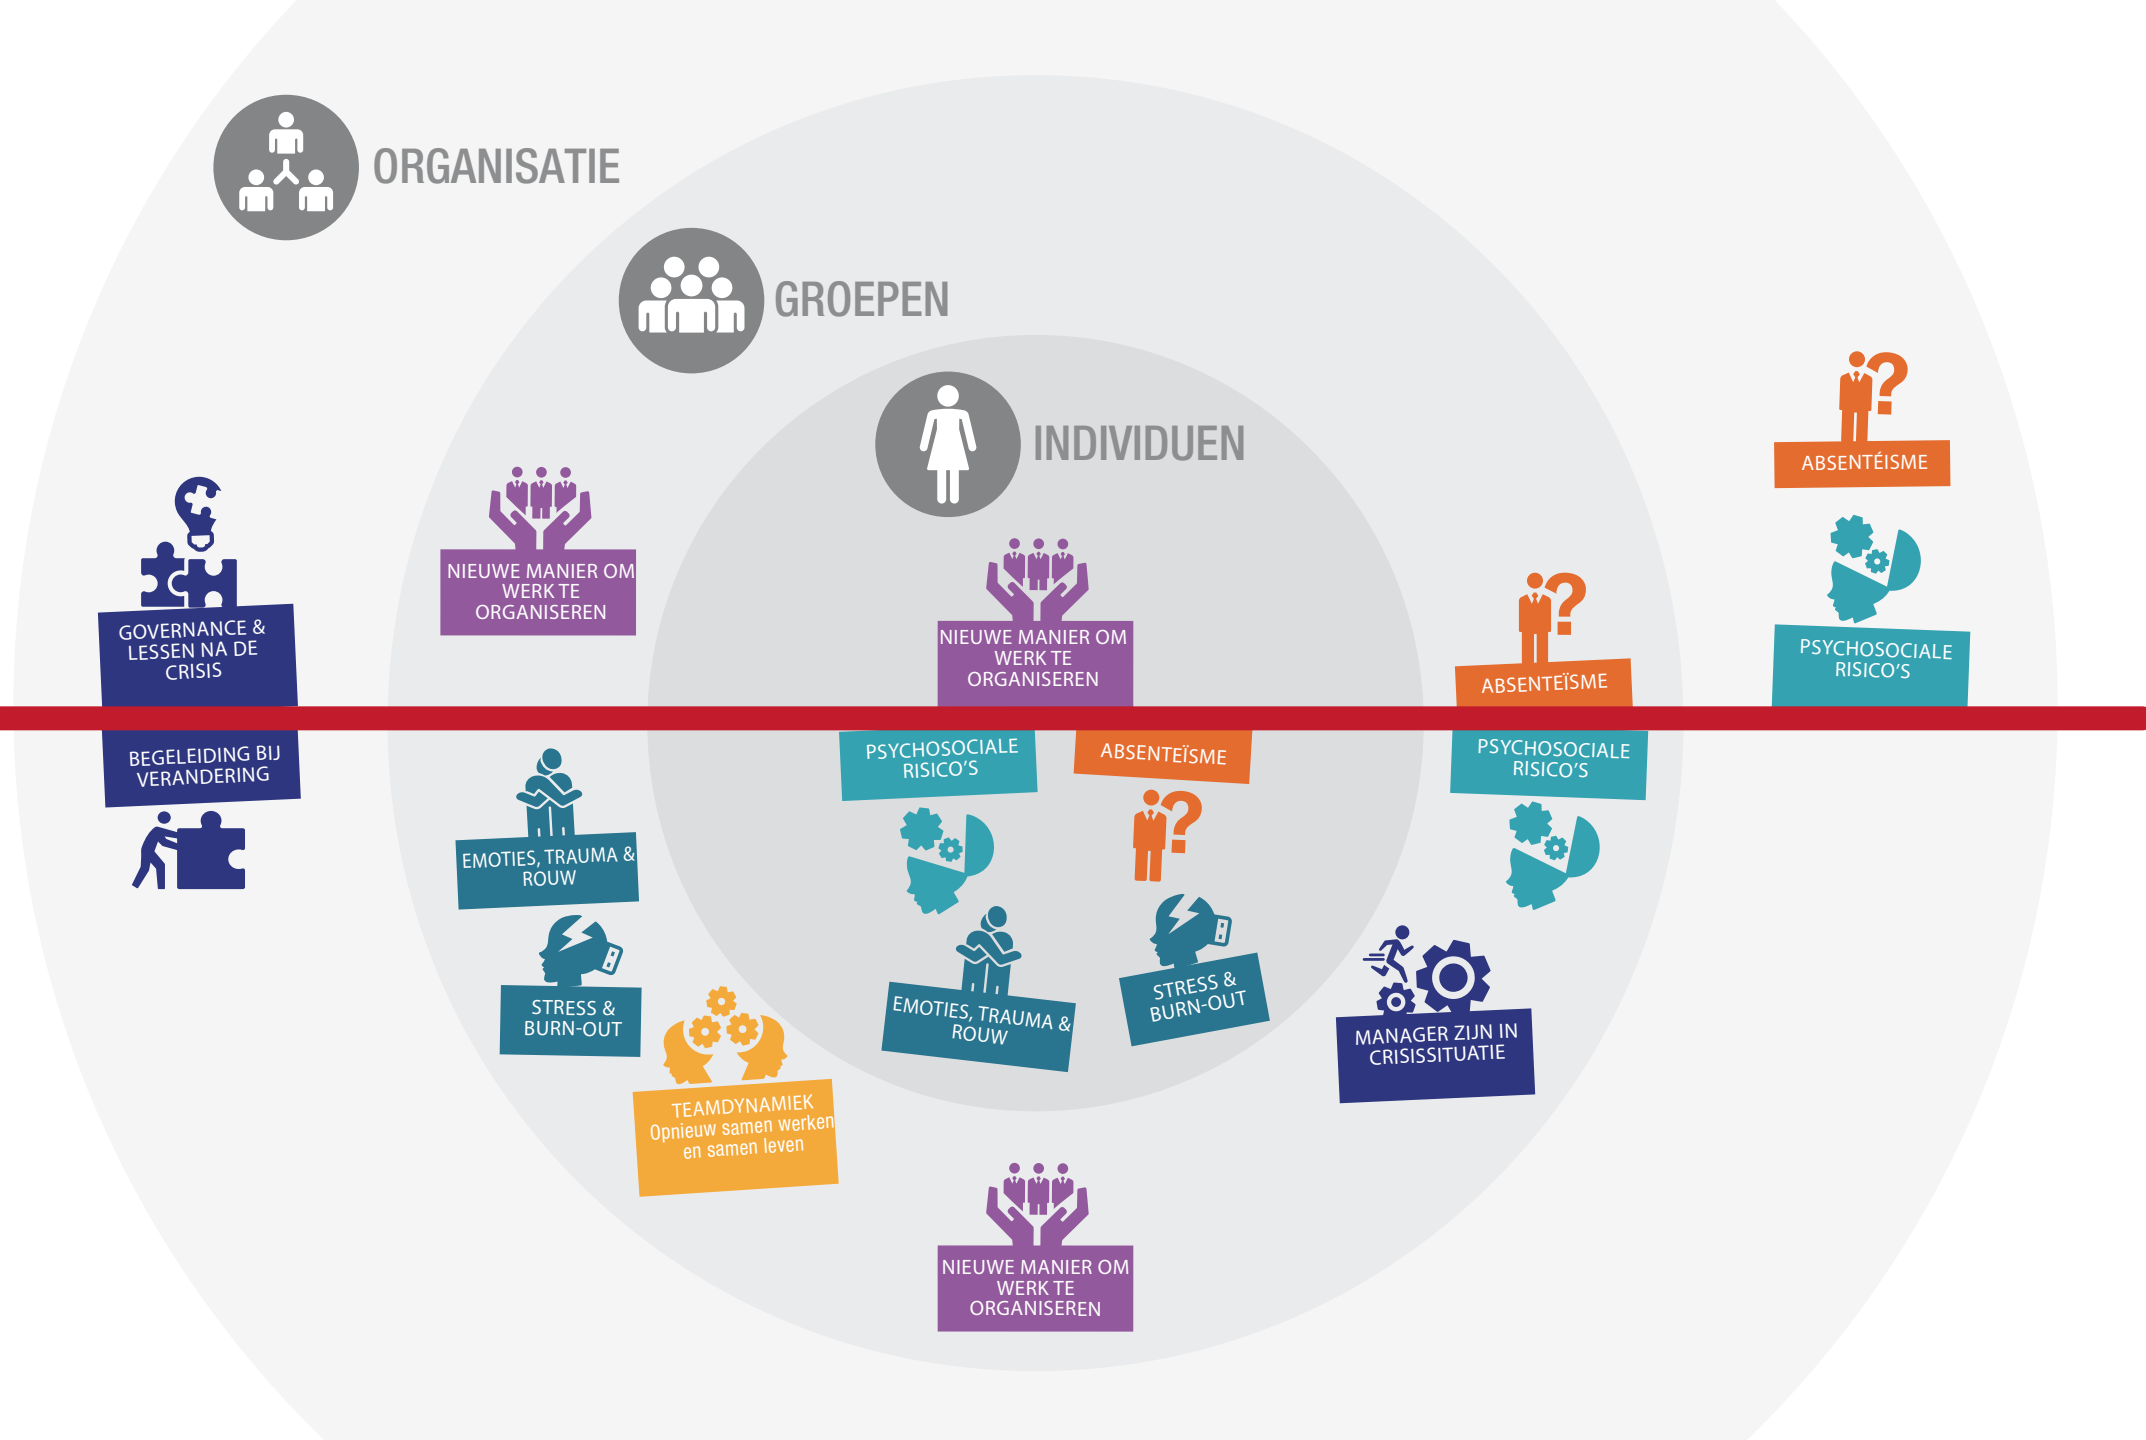 ORGANISATIE
GROEPEN
INDIVIDUEN
ABSENTÉISME
NIEUWE MANIER OM
WERK TE
ORGANISEREN
GOVERNANCE &
LESSEN NA DE
CRISIS
NIEUWE MANIER OM
WERK TE
ORGANISEREN
ABSENTEÏSME
PSYCHOSOCIALE
RISICO’S
BEGELEIDING BIJ
VERANDERING
PSYCHOSOCIALE
RISICO’S
ABSENTEÏSME
PSYCHOSOCIALE
RISICO’S
EMOTIES, TRAUMA &
ROUW
STRESS &
BURN-OUT
EMOTIES, TRAUMA &
ROUW
STRESS &
BURN-OUT
MANAGER ZIJN IN
CRISISSITUATIE
TEAMDYNAMIEK
Opnieuw samen werken
en samen leven
NIEUWE MANIER OM
WERK TE
ORGANISEREN